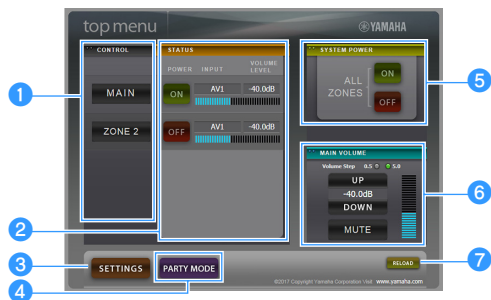 top menu
YAMAHA
CONTROL
STATUS
SYSTEM POWER
POWER INPUT VOLUME LEVEL
MAIN
ON AV1 -40.0dB
ZONE 2
OFF AV1 -40.0dB
ALL ZONES
ON
OFF
MAIN VOLUME
Volume Step 0.5 5.0
UP
-40.0dB
DOWN
MUTE
SETTINGS
PARTY MODE
RELOAD
©2017 Copyright Yamaha Corporation Visit www.yamaha.com
1
2
3
4
5
6
7